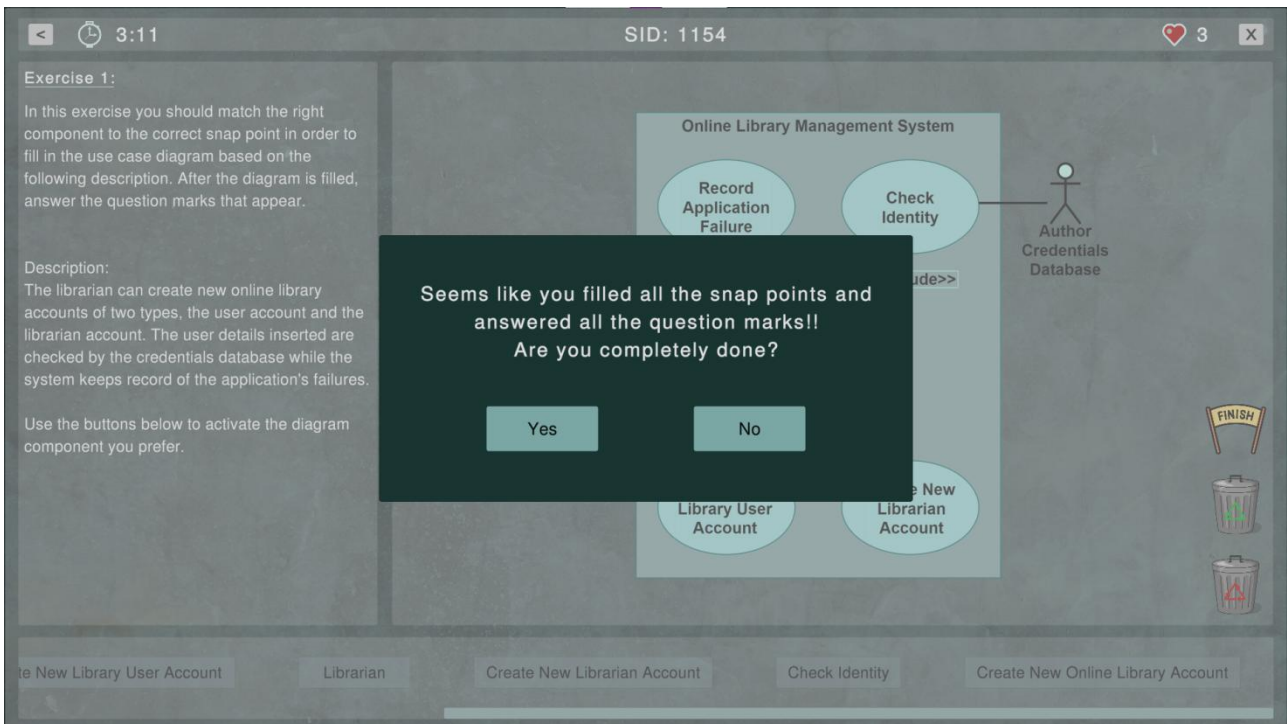 <
3:11
SID: 1154
3
X
Exercise 1:
In this exercise you should match the right
component to the correct snap point in order to
fill in the use case diagram based on the
following description. After the diagram is filled,
answer the question marks that appear.
Description:
The librarian can create new online library
accounts of two types, the user account and the
librarian account. The user details inserted are
checked by the credentials database while the
system keeps record of the application's failures.
Use the buttons below to activate the diagram
component you prefer.
Online Library Management System
Record
Application
Failure
Check
Identity
Author
Credentials
Database
ude>>
Seems like you filled all the snap points and
answered all the question marks!!
Are you completely done?
Yes
No
FINISH
Library User
Account
e New
Librarian
Account
te New Library User Account
Librarian
Create New Librarian Account
Check Identity
Create New Online Library Account